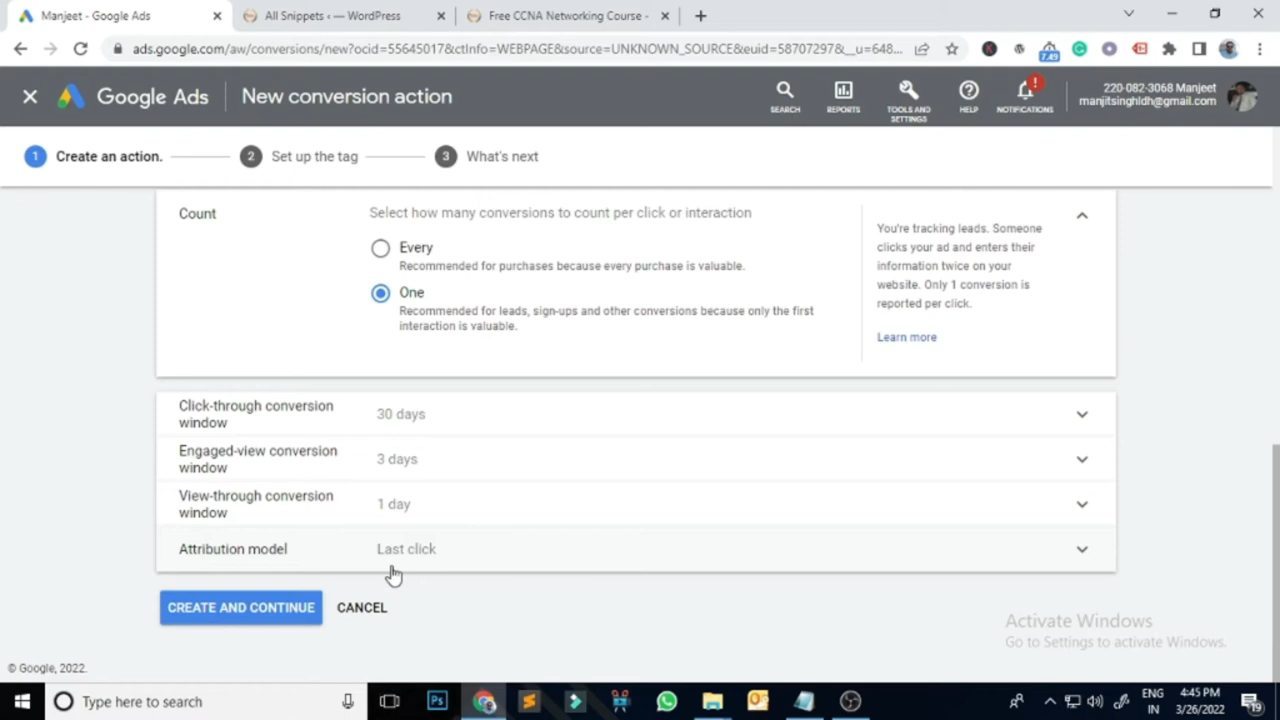 Manjeet - Google Ads
All Snippets ‹ — WordPress
Free CCNA Networking Course -
ads.google.com/aw/conversions/new?ocid=55645017&ctInfo=WEBPAGE&source=UNKNOWN_SOURCE&euid=58707297&__u=648...
7.49
Google Ads
New conversion action
SEARCH
REPORTS
TOOLS AND
SETTINGS
HELP
!
NOTIFICATIONS
220-082-3068 Manjeet
manjitsinghldh@gmail.com
1 Create an action.
2 Set up the tag
3 What's next
Count
Select how many conversions to count per click or interaction
Every
Recommended for purchases because every purchase is valuable.
One
Recommended for leads, sign-ups and other conversions because only the first
interaction is valuable.
You're tracking leads. Someone
clicks your ad and enters their
information twice on your
website. Only 1 conversion is
reported per click.
Learn more
Click-through conversion
window
30 days
Engaged-view conversion
window
3 days
View-through conversion
window
1 day
Attribution model
Last click
CREATE AND CONTINUE
CANCEL
Activate Windows
Go to Settings to activate Windows.
© Google, 2022.
Type here to search
Ps
ENG
IN
4:45 PM
3/26/2022
19